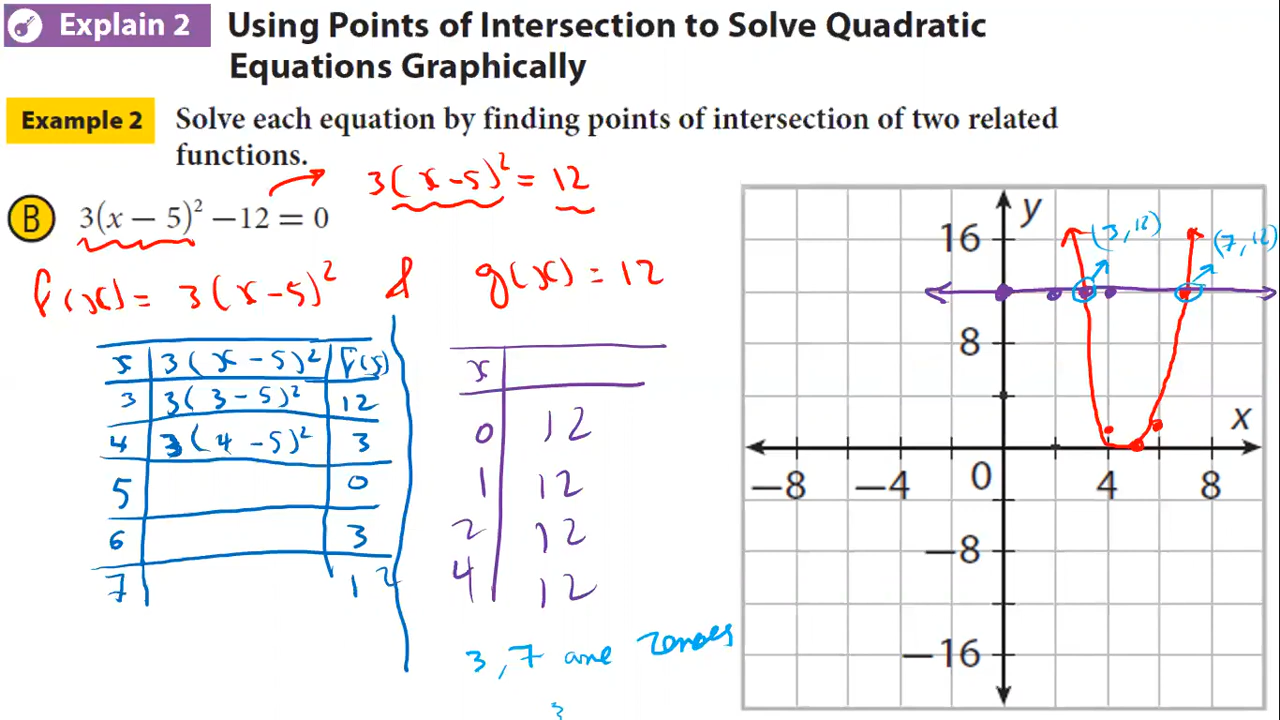 Explain 2 Using Points of Intersection to Solve Quadratic
Equations Graphically
Example 2 Solve each equation by finding points of intersection of two related
functions.
3(x-5)² = 12
B 3(x − 5)² − 12 = 0
f(x) = 3(x-5)² & g(x) = 12
x 3(x-5)² f(x)
3 3(3-5)² 12
4 3(4-5)² 3
5 0
6 3
7 12
x
0 12
1 12
2 12
4 12
3, 7 are zeroes
3
y
16
(3,12) (7,12)
8
x
−8 −4 0 4 8
−8
−16